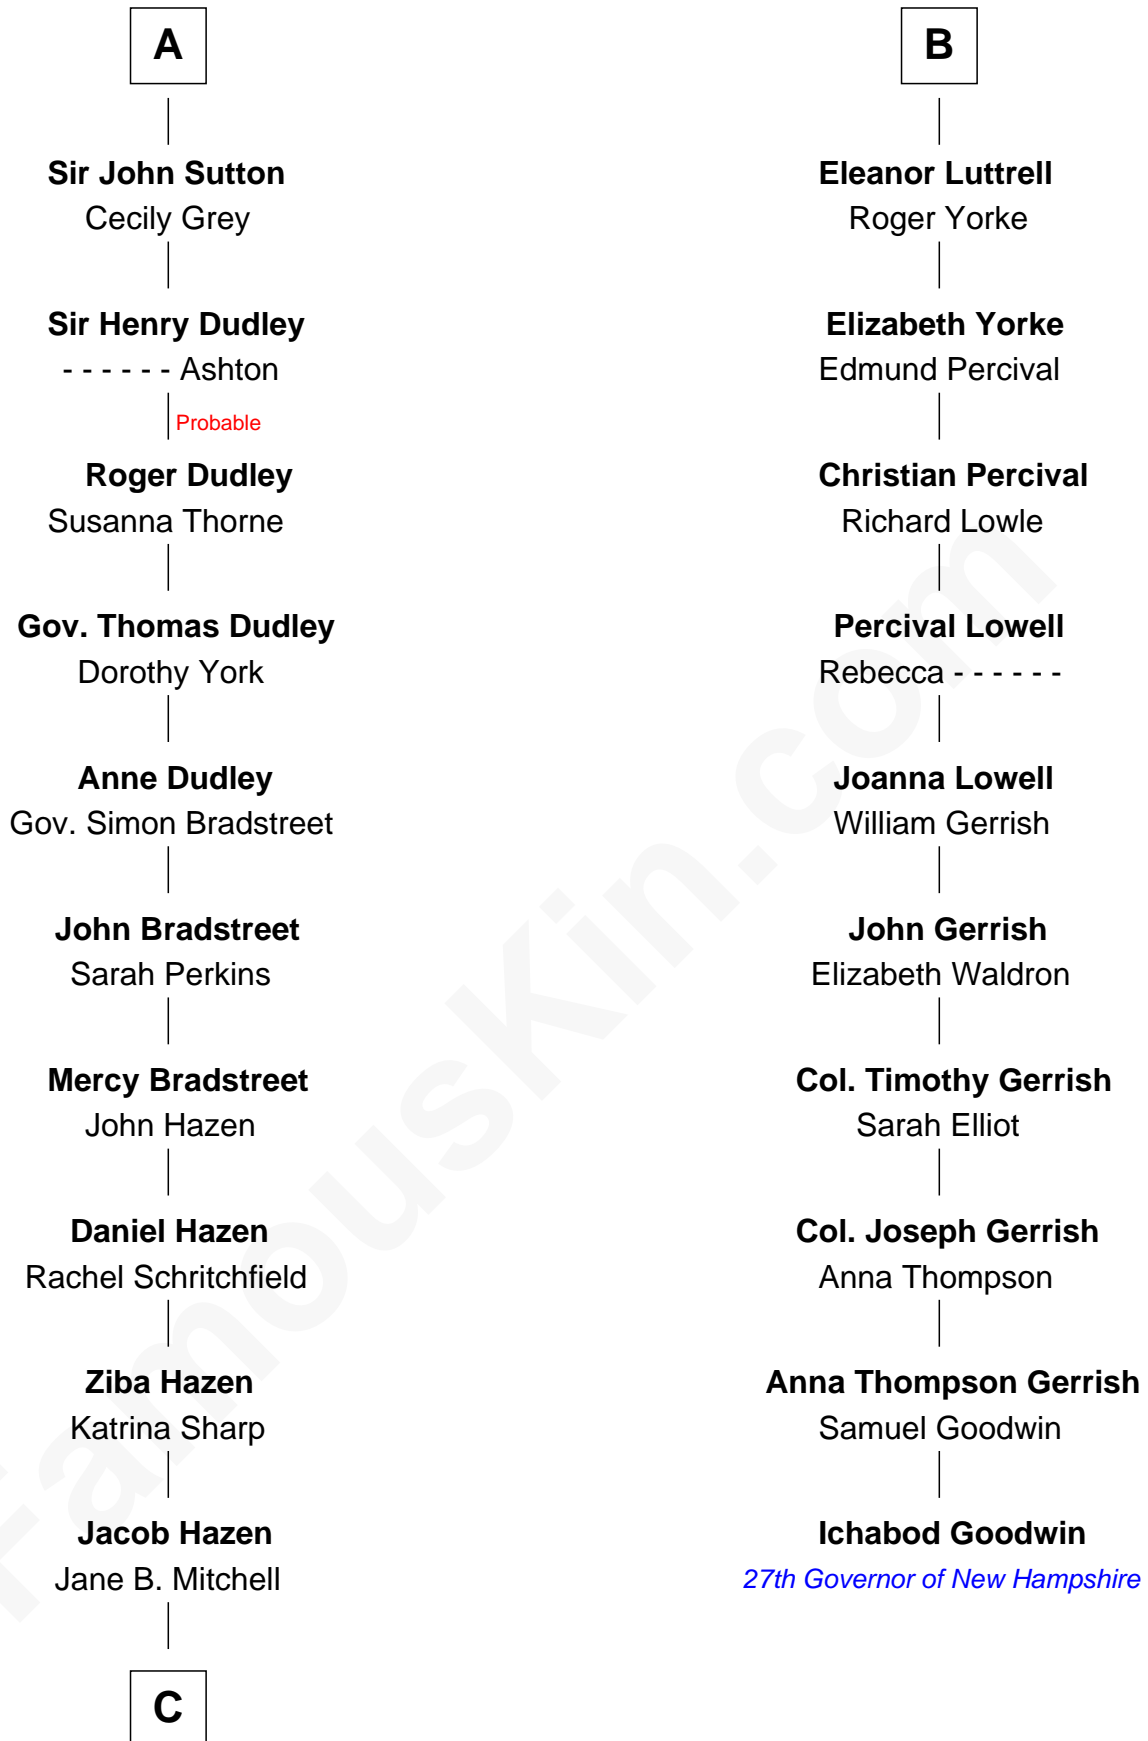 A
Sir John Sutton
Cecily Grey
Sir Henry Dudley
- - - - - - Ashton
Probable
Roger Dudley
Susanna Thorne
Gov. Thomas Dudley
Dorothy York
Anne Dudley
Gov. Simon Bradstreet
John Bradstreet
Sarah Perkins
Mercy Bradstreet
John Hazen
Daniel Hazen
Rachel Schritchfield
Ziba Hazen
Katrina Sharp
Jacob Hazen
Jane B. Mitchell
C
B
Eleanor Luttrell
Roger Yorke
Elizabeth Yorke
Edmund Percival
Christian Percival
Richard Lowle
Percival Lowell
Rebecca - - - - - -
Joanna Lowell
William Gerrish
John Gerrish
Elizabeth Waldron
Col. Timothy Gerrish
Sarah Elliot
Col. Joseph Gerrish
Anna Thompson
Anna Thompson Gerrish
Samuel Goodwin
Ichabod Goodwin
27th Governor of New Hampshire
FamousKin.com